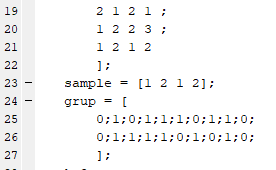 19 2 1 2 1 ;
20 1 2 2 3 ;
21 1 2 1 2
22 ];
23 – sample = [1 2 1 2];
24 – grup = [
25 0;1;0;1;1;1;0;1;1;0;
26 0;1;1;1;1;0;1;0;1;0;
27 ];